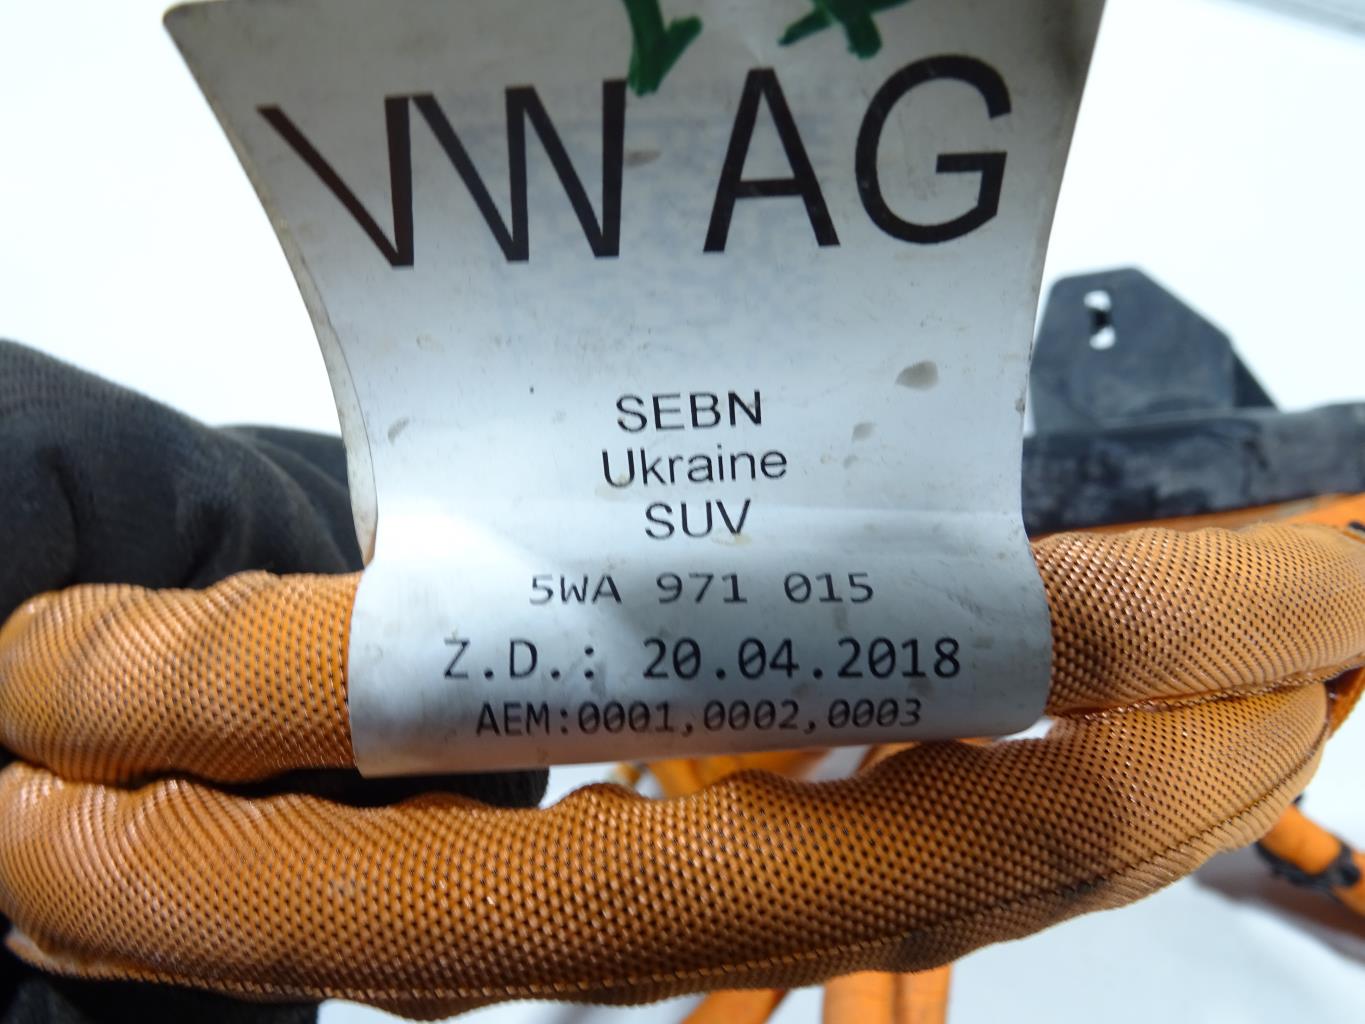 VW AG
SEBN
Ukraine
SUV
5WA 971 015
Z.D.: 20.04.2018
AEM:0001,0002,0003